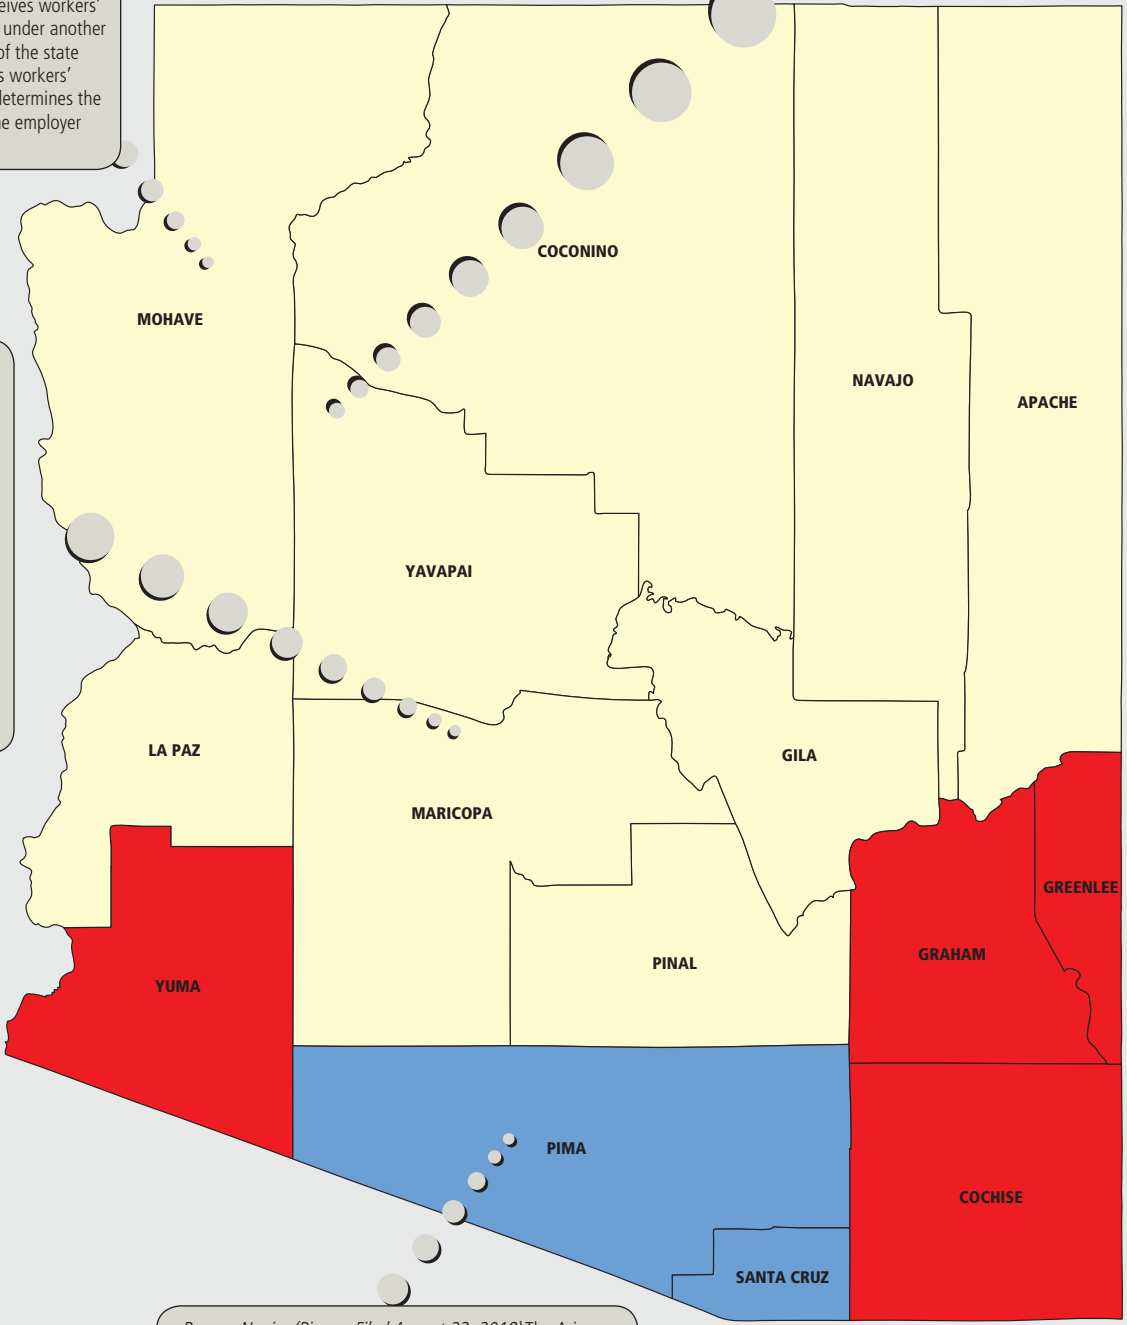 eives workers'
under another
of the state
s workers'
determines the
ne employer
COCONINO
MOHAVE
NAVAJO
APACHE
YAVAPAI
LA PAZ
GILA
MARICOPA
GREENLEE
GRAHAM
PINAL
YUMA
PIMA
COCHISE
SANTA CRUZ